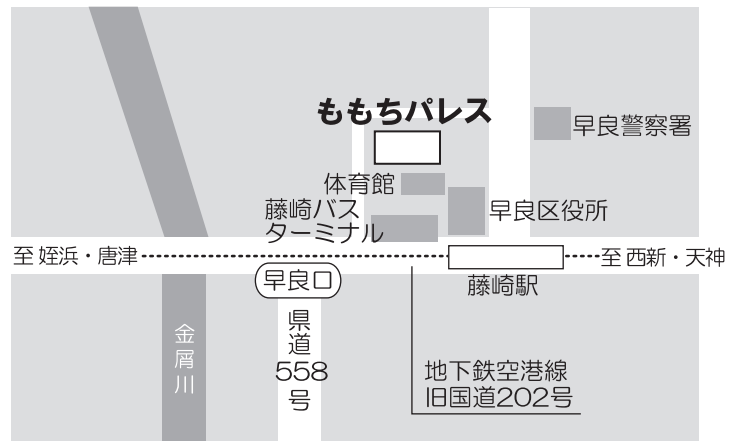 ももちパレス
早良警察署
体育館
藤崎バス
ターミナル
早良区役所
至 姪浜・唐津
至 西新・天神
早良口
藤崎駅
県道
558
号
金屑川
地下鉄空港線
旧国道202号